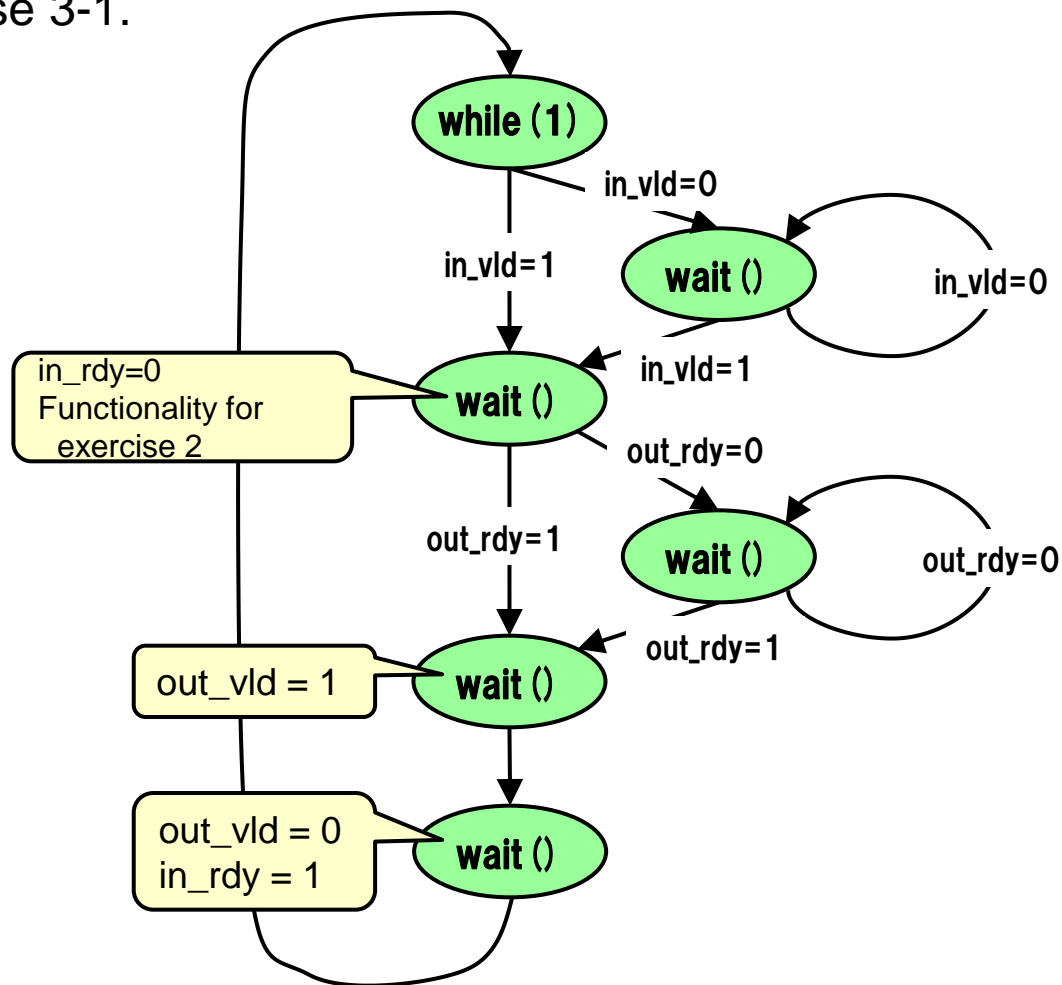 se 3-1.
while (1)
in_vld=0
in_vld=1
wait ()
in_vld=0
in_vld=1
in_rdy=0
Functionality for
exercise 2
wait ()
out_rdy=0
out_rdy=1
wait ()
out_rdy=0
out_rdy=1
out_vld = 1
wait ()
out_vld = 0
in_rdy = 1
wait ()